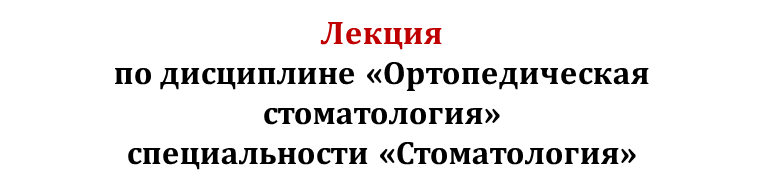 Лекция
по дисциплине «Ортопедическая
стоматология»
специальности «Стоматология»